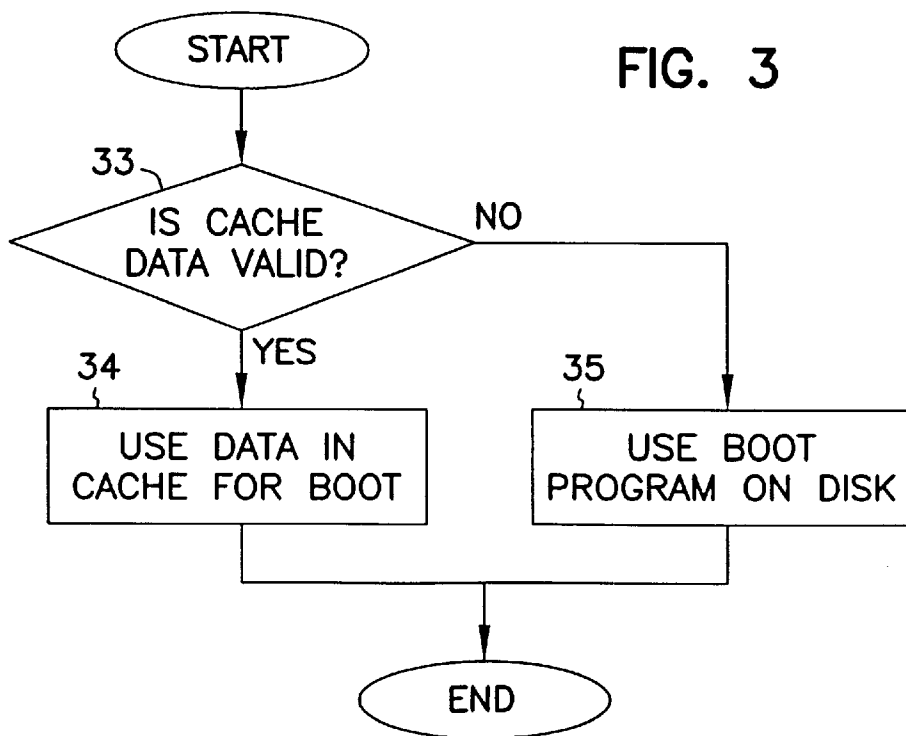 START
FIG. 3
33
IS CACHE
DATA VALID?
NO
YES
34
USE DATA IN
CACHE FOR BOOT
35
USE BOOT
PROGRAM ON DISK
END